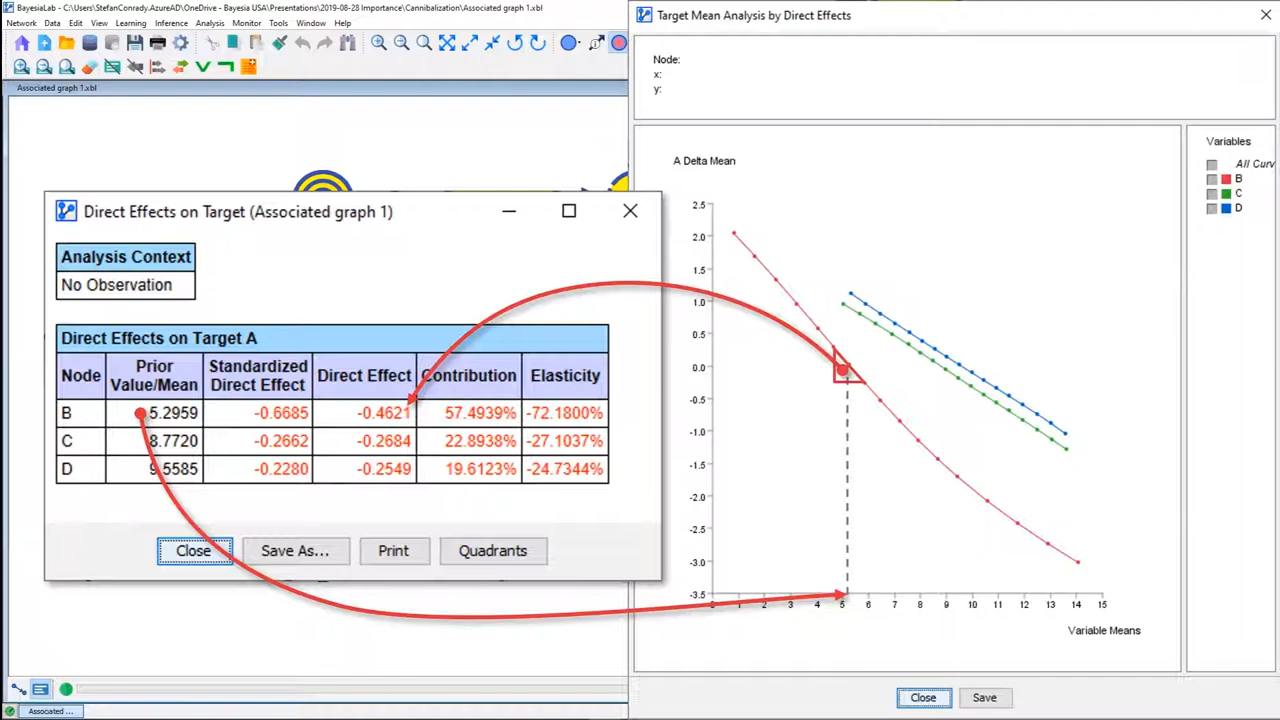 BayesiaLab - C:\Users\StefanConrady.AzureAD\OneDrive - Bayesia USA\Presentations\2019-08-28 Importance\Cannibalization\Associated graph 1.xbl
Network Data Edit View Learning Inference Analysis Monitor Tools Window Help
Associated graph 1.xbl
Direct Effects on Target (Associated graph 1)
Analysis Context
No Observation
Direct Effects on Target A
Node Prior Value/Mean Standardized Direct Effect Direct Effect Contribution Elasticity
B 5.2959 -0.6685 -0.4621 57.4939% -72.1800%
C 8.7720 -0.2662 -0.2684 22.8938% -27.1037%
D 9.5585 -0.2280 -0.2549 19.6123% -24.7344%
Close Save As... Print Quadrants
Associated ...
Target Mean Analysis by Direct Effects
Node:
x:
y:
A Delta Mean
2.5
2.0
1.5
1.0
0.5
0.0
-0.5
-1.0
-1.5
-2.0
-2.5
-3.0
-3.5
1 2 3 4 5 6 7 8 9 10 11 12 13 14 15
Variable Means
Variables
All Curv
B
C
D
Close Save